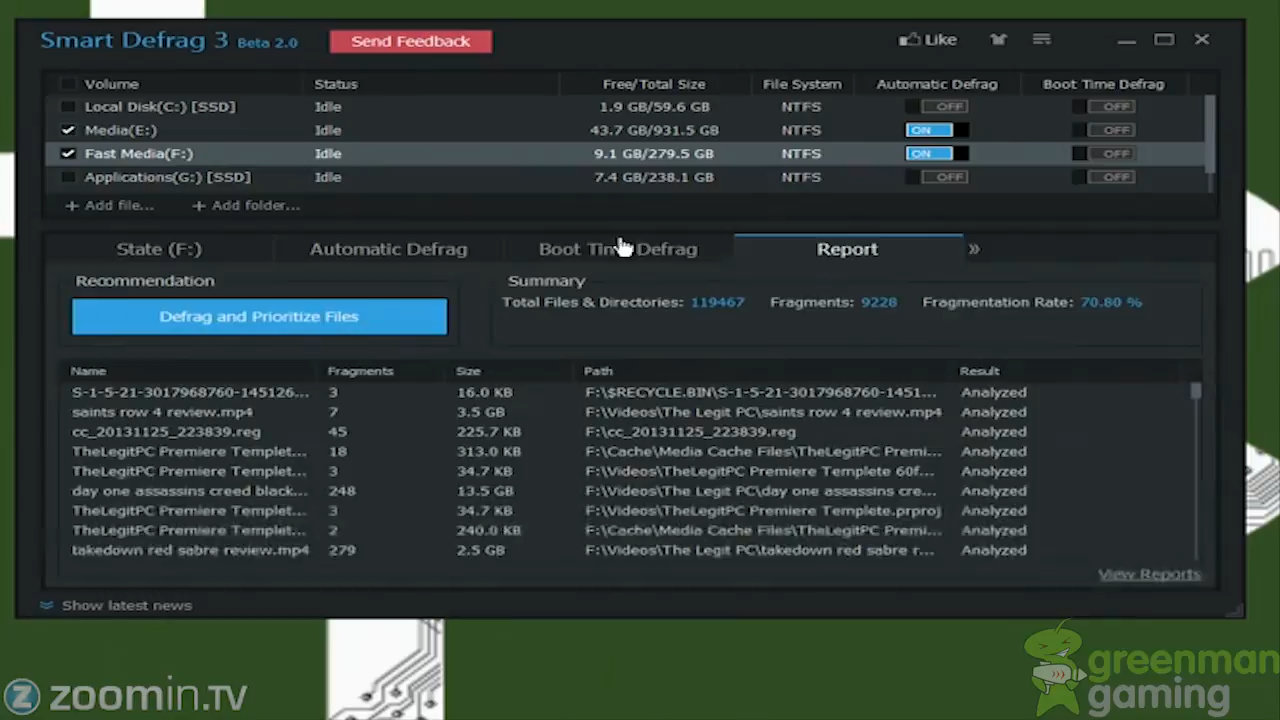 Smart Defrag 3 Beta 2.0 Send Feedback Like
Volume Status Free/Total Size File System Automatic Defrag Boot Time Defrag
Local Disk(C:) [SSD] Idle 1.9 GB/59.6 GB NTFS OFF OFF
Media(E:) Idle 43.7 GB/931.5 GB NTFS ON OFF
Fast Media(F:) Idle 9.1 GB/279.5 GB NTFS ON OFF
Applications(G:) [SSD] Idle 7.4 GB/238.1 GB NTFS OFF OFF
+ Add file... + Add folder...
State (F:) Automatic Defrag Boot Time Defrag Report »
Recommendation Summary
Total Files & Directories: 119467 Fragments: 9228 Fragmentation Rate: 70.80 %
Defrag and Prioritize Files
Name Fragments Size Path Result
S-1-5-21-3017968760-145126... 3 16.0 KB F:\$RECYCLE.BIN\S-1-5-21-3017968760-1451... Analyzed
saints row 4 review.mp4 7 3.5 GB F:\Videos\The Legit PC\saints row 4 review.mp4 Analyzed
cc_20131125_223839.reg 45 225.7 KB F:\cc_20131125_223839.reg Analyzed
TheLegitPC Premiere Templet... 18 313.0 KB F:\Cache\Media Cache Files\TheLegitPC Premi... Analyzed
TheLegitPC Premiere Templet... 3 34.7 KB F:\Videos\TheLegitPC Premiere Templete 60f... Analyzed
day one assassins creed black... 248 13.5 GB F:\Videos\The Legit PC\day one assassins cre... Analyzed
TheLegitPC Premiere Templet... 3 34.7 KB F:\Videos\TheLegitPC Premiere Templete.prproj Analyzed
TheLegitPC Premiere Templet... 2 240.0 KB F:\Cache\Media Cache Files\TheLegitPC Premi... Analyzed
takedown red sabre review.mp4 279 2.5 GB F:\Videos\The Legit PC\takedown red sabre r... Analyzed
View Reports
Show latest news
Z zoomin.TV
greenman
gaming